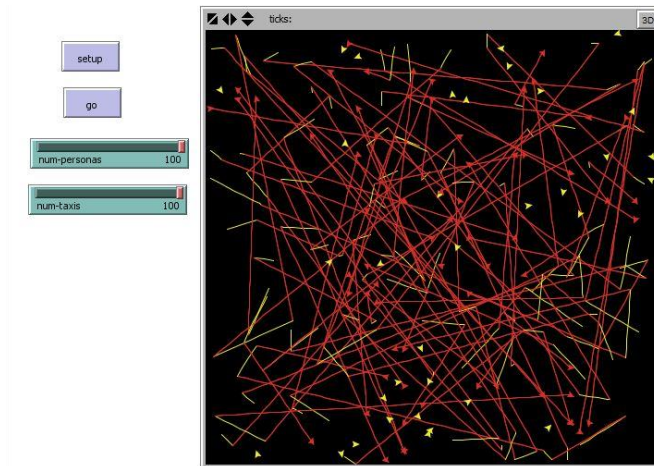 ticks:
3D
setup
go
num-personas 100
num-taxis 100